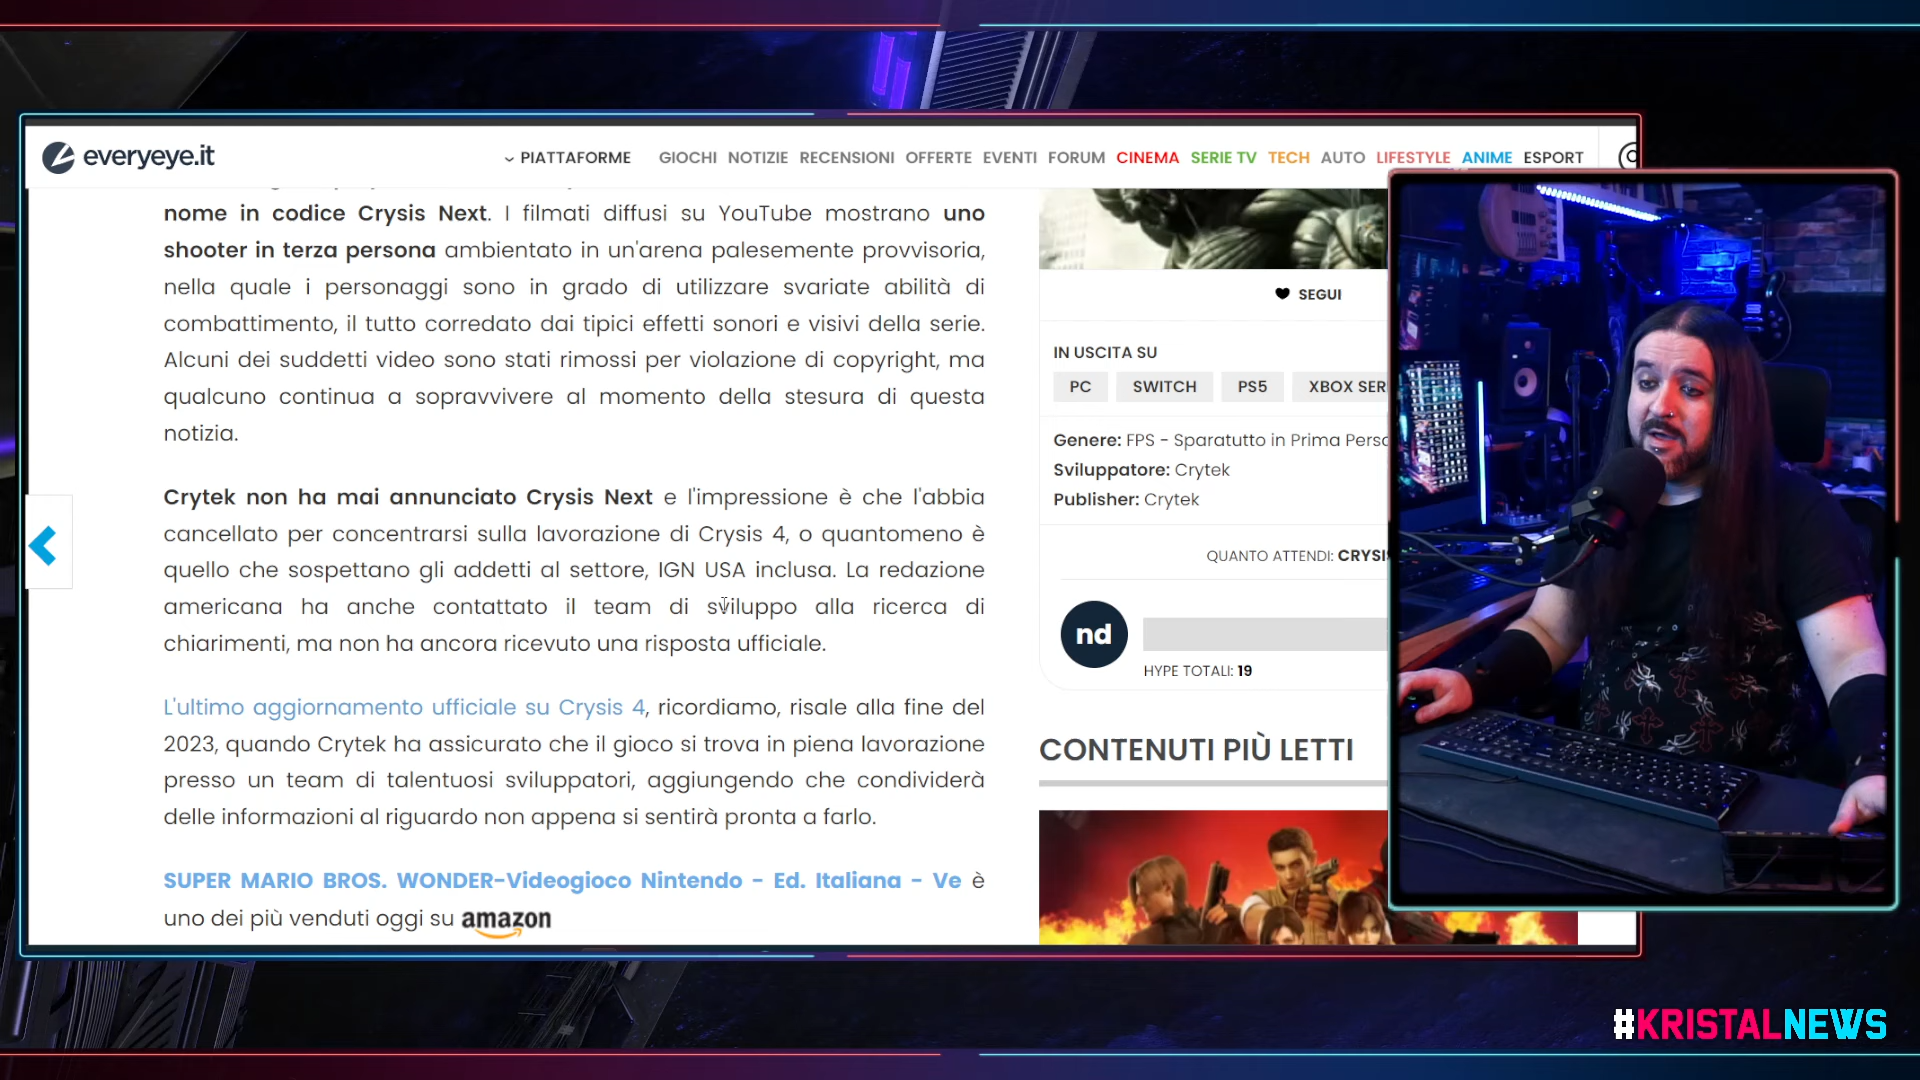 everyeye.it
PIATTAFORME GIOCHI NOTIZIE RECENSIONI OFFERTE EVENTI FORUM CINEMA SERIE TV TECH AUTO LIFESTYLE ANIME ESPORT
nome in codice Crysis Next. I filmati diffusi su YouTube mostrano uno
shooter in terza persona ambientato in un'arena palesemente provvisoria,
nella quale i personaggi sono in grado di utilizzare svariate abilità di
combattimento, il tutto corredato dai tipici effetti sonori e visivi della serie.
Alcuni dei suddetti video sono stati rimossi per violazione di copyright, ma
qualcuno continua a sopravvivere al momento della stesura di questa
notizia.
Crytek non ha mai annunciato Crysis Next e l'impressione è che l'abbia
cancellato per concentrarsi sulla lavorazione di Crysis 4, o quantomeno è
quello che sospettano gli addetti al settore, IGN USA inclusa. La redazione
americana ha anche contattato il team di sviluppo alla ricerca di
chiarimenti, ma non ha ancora ricevuto una risposta ufficiale.
L'ultimo aggiornamento ufficiale su Crysis 4, ricordiamo, risale alla fine del
2023, quando Crytek ha assicurato che il gioco si trova in piena lavorazione
presso un team di talentuosi sviluppatori, aggiungendo che condividerà
delle informazioni al riguardo non appena si sentirà pronta a farlo.
SUPER MARIO BROS. WONDER-Videogioco Nintendo - Ed. Italiana - Ve è
uno dei più venduti oggi su amazon
SEGUI
IN USCITA SU
PC SWITCH PS5 XBOX SER
Genere: FPS - Sparatutto in Prima Perso
Sviluppatore: Crytek
Publisher: Crytek
QUANTO ATTENDI: CRYSIS
nd
HYPE TOTALI: 19
CONTENUTI PIÙ LETTI
#KRISTALNEWS